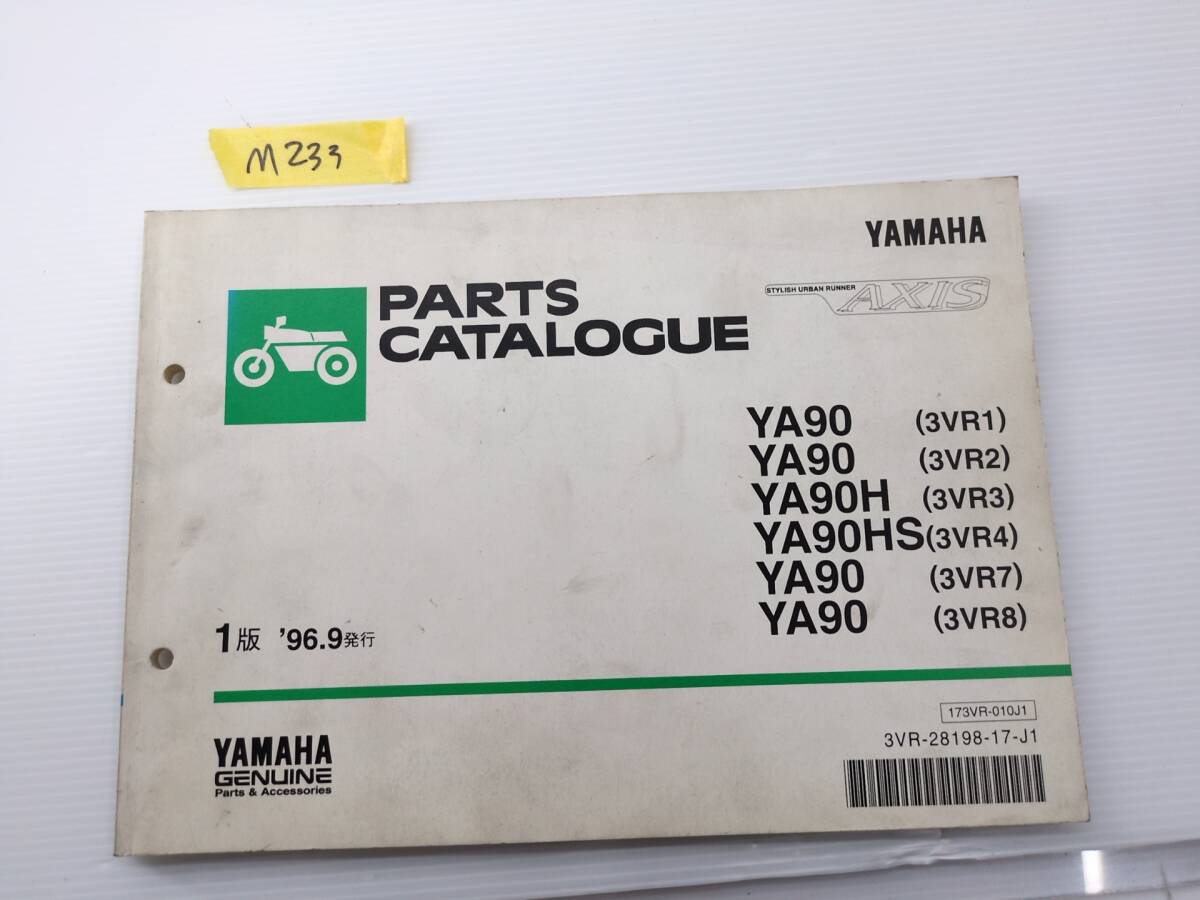 M233
YAMAHA
STYLISH URBAN RUNNER
AXIS
PARTS
CATALOGUE
YA90 (3VR1)
YA90 (3VR2)
YA90H (3VR3)
YA90HS (3VR4)
YA90 (3VR7)
YA90 (3VR8)
1版 '96.9発行
173VR-010J1
3VR-28198-17-J1
YAMAHA
GENUINE
Parts & Accessories